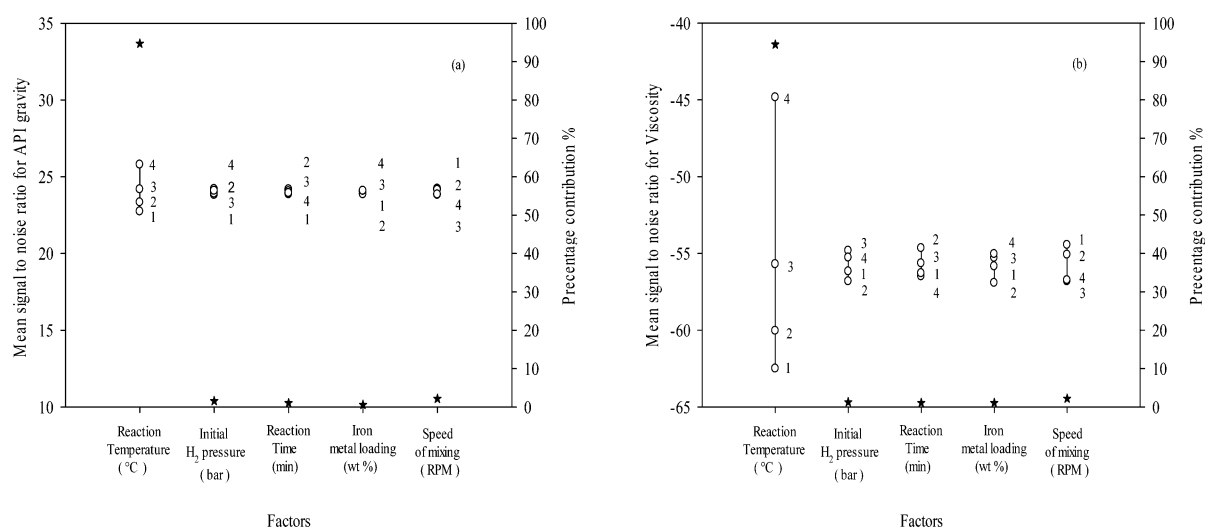 35
30
25
20
15
10
Mean signal to noise ratio for API gravity
(a)
4
3
2
1
4
2
3
1
2
3
4
1
4
3
1
2
1
2
4
3
100
90
80
70
60
50
40
30
20
10
0
Precentage contribution %
Reaction
Temperature
( °C )
Initial
H2 pressure
( bar )
Reaction
Time
(min)
Iron
metal loading
(wt %)
Speed
of mixing
( RPM )
Factors
-40
-45
-50
-55
-60
-65
Mean signal to noise ratio for Viscosity
(b)
4
3
2
1
3
4
1
2
2
3
1
4
4
3
1
2
1
2
4
3
100
90
80
70
60
50
40
30
20
10
0
Precentage contribution %
Reaction
Temperature
( °C )
Initial
H2 pressure
( bar )
Reaction
Time
(min)
Iron
metal loading
(wt %)
Speed
of mixing
( RPM )
Factors